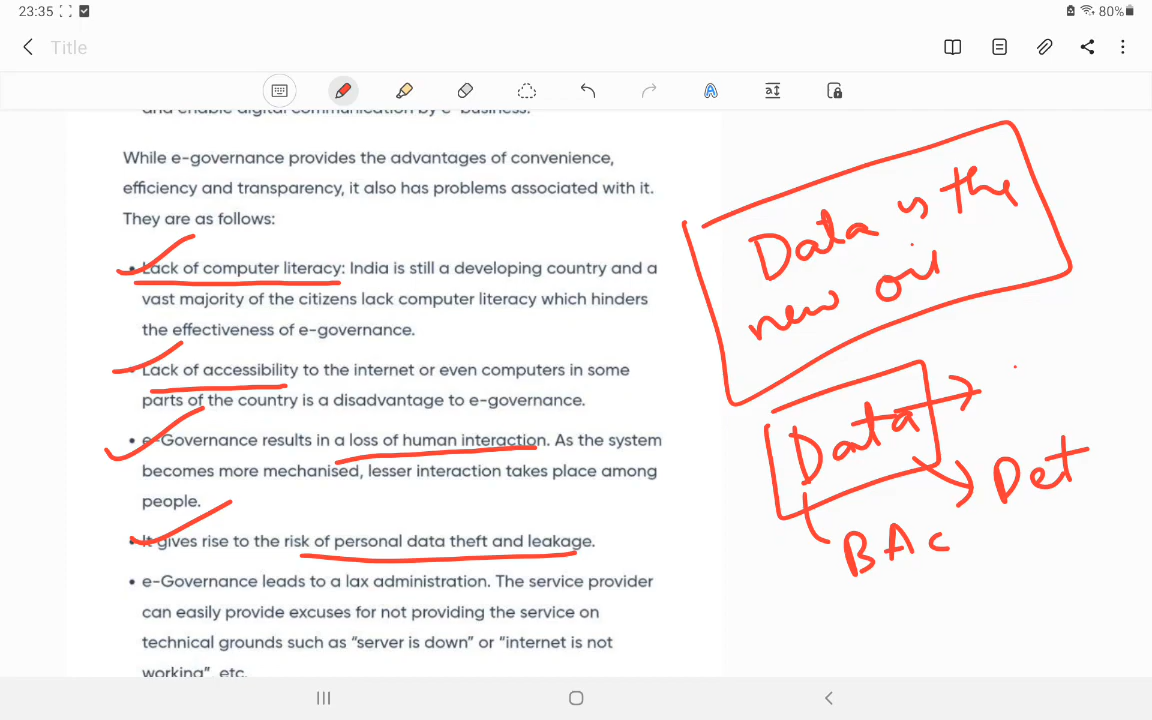 23:35
80%
Title
and enable digital communication by e-business.
While e-governance provides the advantages of convenience,
efficiency and transparency, it also has problems associated with it.
They are as follows:
• Lack of computer literacy: India is still a developing country and a
vast majority of the citizens lack computer literacy which hinders
the effectiveness of e-governance.
• Lack of accessibility to the internet or even computers in some
parts of the country is a disadvantage to e-governance.
• e-Governance results in a loss of human interaction. As the system
becomes more mechanised, lesser interaction takes place among
people.
• It gives rise to the risk of personal data theft and leakage.
• e-Governance leads to a lax administration. The service provider
can easily provide excuses for not providing the service on
technical grounds such as “server is down” or “internet is not
working”, etc.
Data is the
new oil
Data
Det
BAc